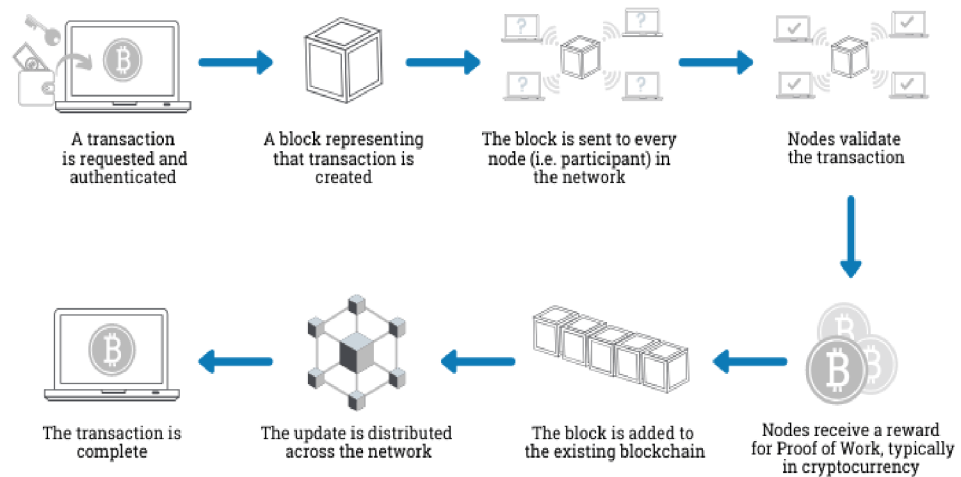 A transaction
is requested and
authenticated
A block representing
that transaction is
created
The block is sent to every
node (i.e. participant) in
the network
Nodes validate
the transaction
Nodes receive a reward
for Proof of Work, typically
in cryptocurrency
The block is added to
the existing blockchain
The update is distributed
across the network
The transaction is
complete